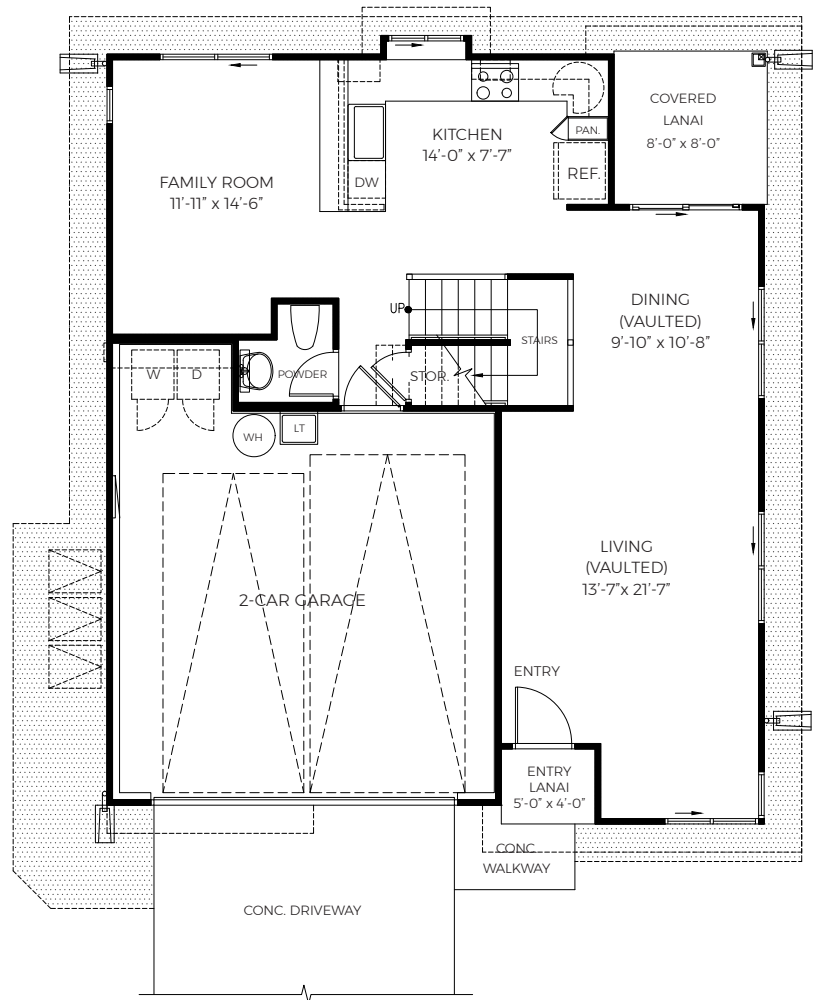 COVERED
LANAI
8'-0" x 8'-0"
KITCHEN
14'-0" x 7'-7"
PAN.
REF.
DW
FAMILY ROOM
11'-11" x 14'-6"
UP
DINING
(VAULTED)
9'-10" x 10'-8"
STAIRS
W
D
POWDER
STOR.
WH
LT
LIVING
(VAULTED)
13'-7"x 21'-7"
2-CAR GARAGE
ENTRY
ENTRY
LANAI
5'-0" x 4'-0"
CONC.
WALKWAY
CONC. DRIVEWAY